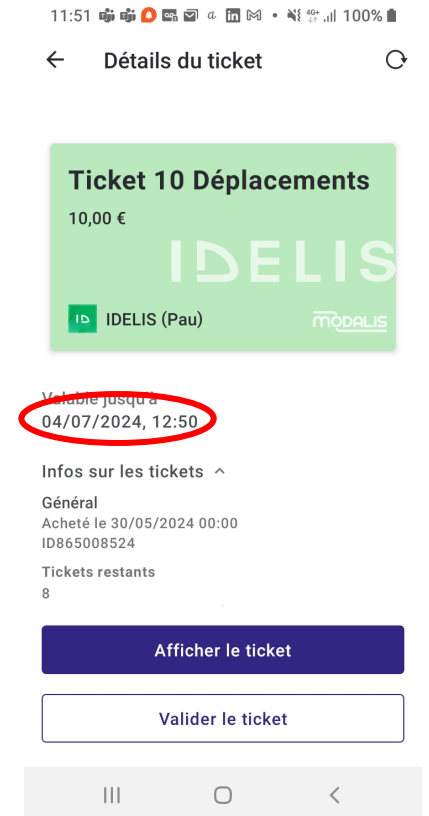 11:51
4G+
100%
Détails du ticket
Ticket 10 Déplacements
10,00 €
IDELIS
ID
IDELIS (Pau)
MODALIS
Valable jusqu'à
04/07/2024, 12:50
Infos sur les tickets
Général
Acheté le 30/05/2024 00:00
ID865008524
Tickets restants
8
Afficher le ticket
Valider le ticket